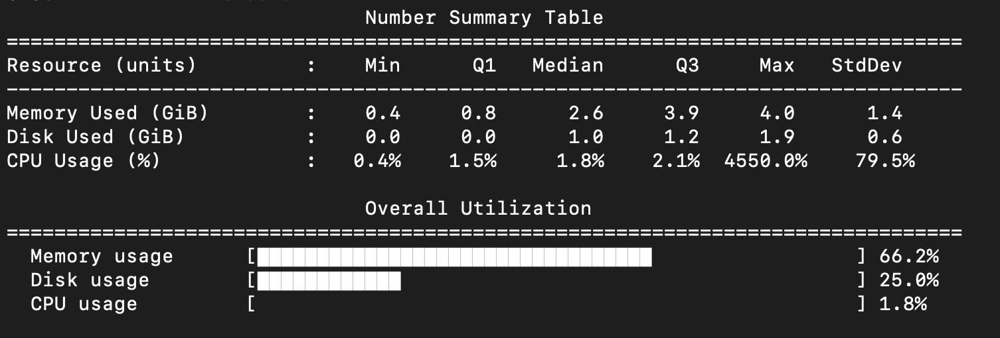 Number Summary Table
================================================================================
Resource (units)         :    Min      Q1   Median      Q3     Max   StdDev
--------------------------------------------------------------------------------
Memory Used (GiB)        :    0.4     0.8      2.6     3.9     4.0      1.4
Disk Used (GiB)          :    0.0     0.0      1.0     1.2     1.9      0.6
CPU Usage (%)            :   0.4%    1.5%     1.8%    2.1%  4550.0%    79.5%
Overall Utilization
================================================================================
Memory usage      [█████████████████████████████████                 ] 66.2%
Disk usage        [████████████                                      ] 25.0%
CPU usage         [                                                  ] 1.8%